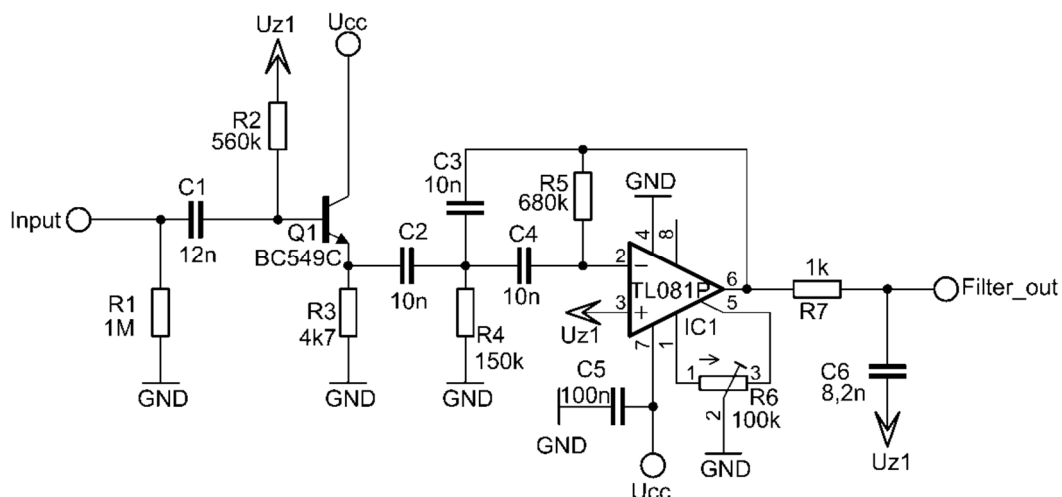 Ucc
Uz1
R2
560k
C3
10n
R5
680k
GND
C1
12n
Input
Q1
BC549C
C2
10n
C4
10n
4
8
2
−
TL081P
6
5
3
+
IC1
Uz1
7
1
1k
R7
Filter_out
R1
1M
R3
4k7
R4
150k
C5
100n
1
3
R6
100k
2
C6
8,2n
GND
GND
GND
GND
GND
Uz1
Ucc